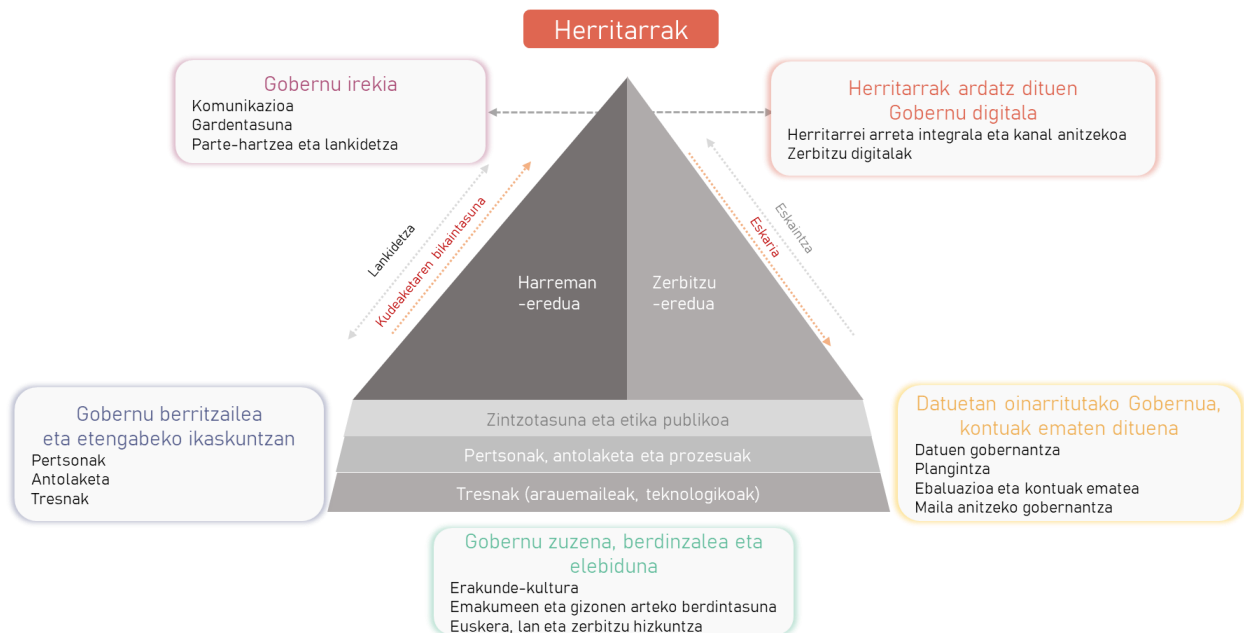 Herritarrak
Gobernu irekia
Komunikazioa
Gardentasuna
Parte-hartzea eta lankidetza
Herritarrak ardatz dituen
Gobernu digitala
Herritarrei arreta integrala eta kanal anitzekoa
Zerbitzu digitalak
Lankidetza
Kudeaketaren bikaintasuna
Eskaria
Eskaintza
Harreman
-eredua
Zerbitzu
-eredua
Zintzotasuna eta etika publikoa
Pertsonak, antolaketa eta prozesuak
Tresnak (arauemaileak, teknologikoak)
Gobernu berritzailea
eta etengabeko ikaskuntzan
Pertsonak
Antolaketa
Tresnak
Datuetan oinarritutako Gobernua,
kontuak ematen dituena
Datuen gobernantza
Plangintza
Ebaluazioa eta kontuak ematea
Maila anitzeko gobernantza
Gobernu zuzena, berdinzalea eta
elebiduna
Erakunde-kultura
Emakumeen eta gizonen arteko berdintasuna
Euskera, lan eta zerbitzu hizkuntza